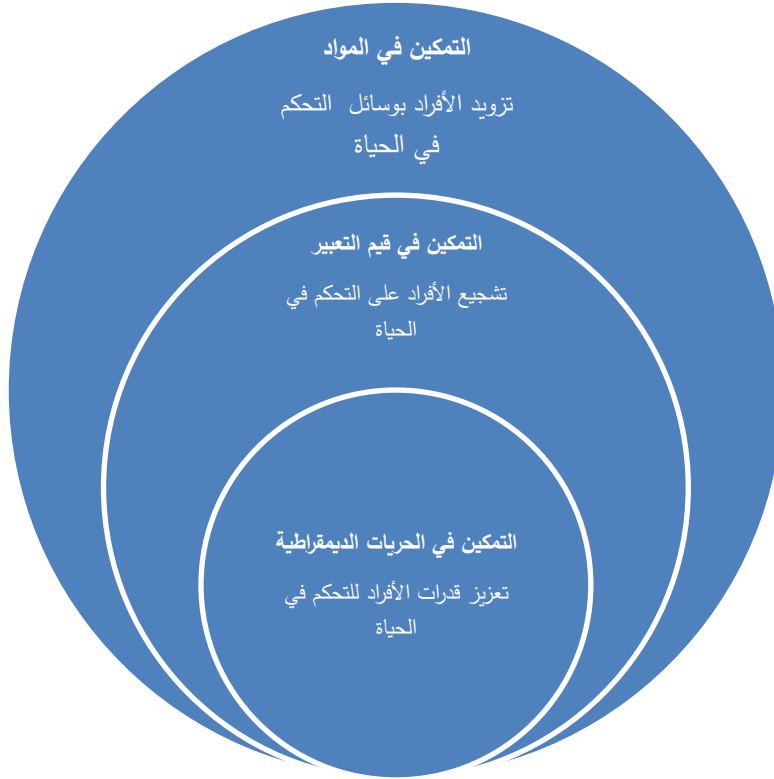 التمكين في المواد
تزويد الأفراد بوسائل التحكم
في الحياة
التمكين في قيم التعبير
تشجيع الأفراد على التحكم في
الحياة
التمكين في الحريات الديمقراطية
تعزيز قدرات الأفراد للتحكم في
الحياة